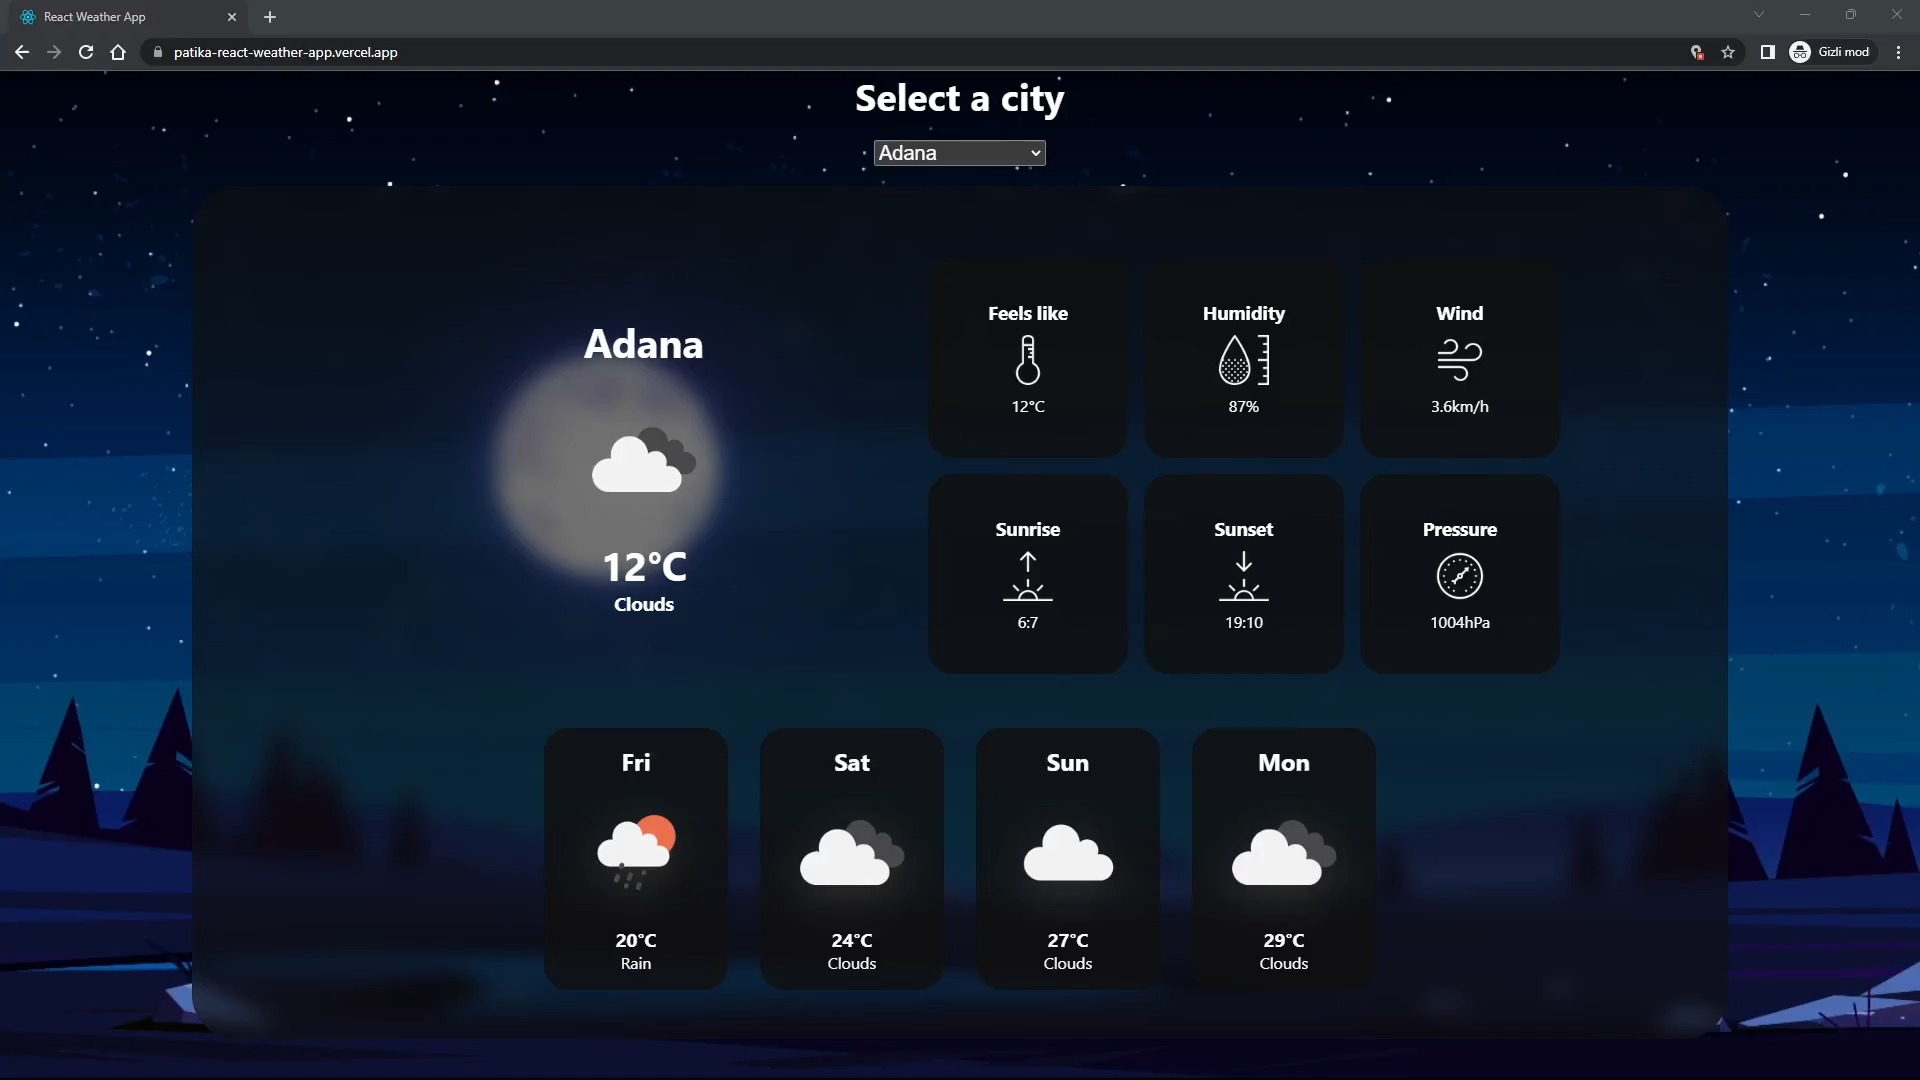 React Weather App
patika-react-weather-app.vercel.app
Gizli mod
Select a city
Adana
Adana
12°C
Clouds
Feels like
12°C
Humidity
87%
Wind
3.6km/h
Sunrise
6:7
Sunset
19:10
Pressure
1004hPa
Fri
20°C
Rain
Sat
24°C
Clouds
Sun
27°C
Clouds
Mon
29°C
Clouds